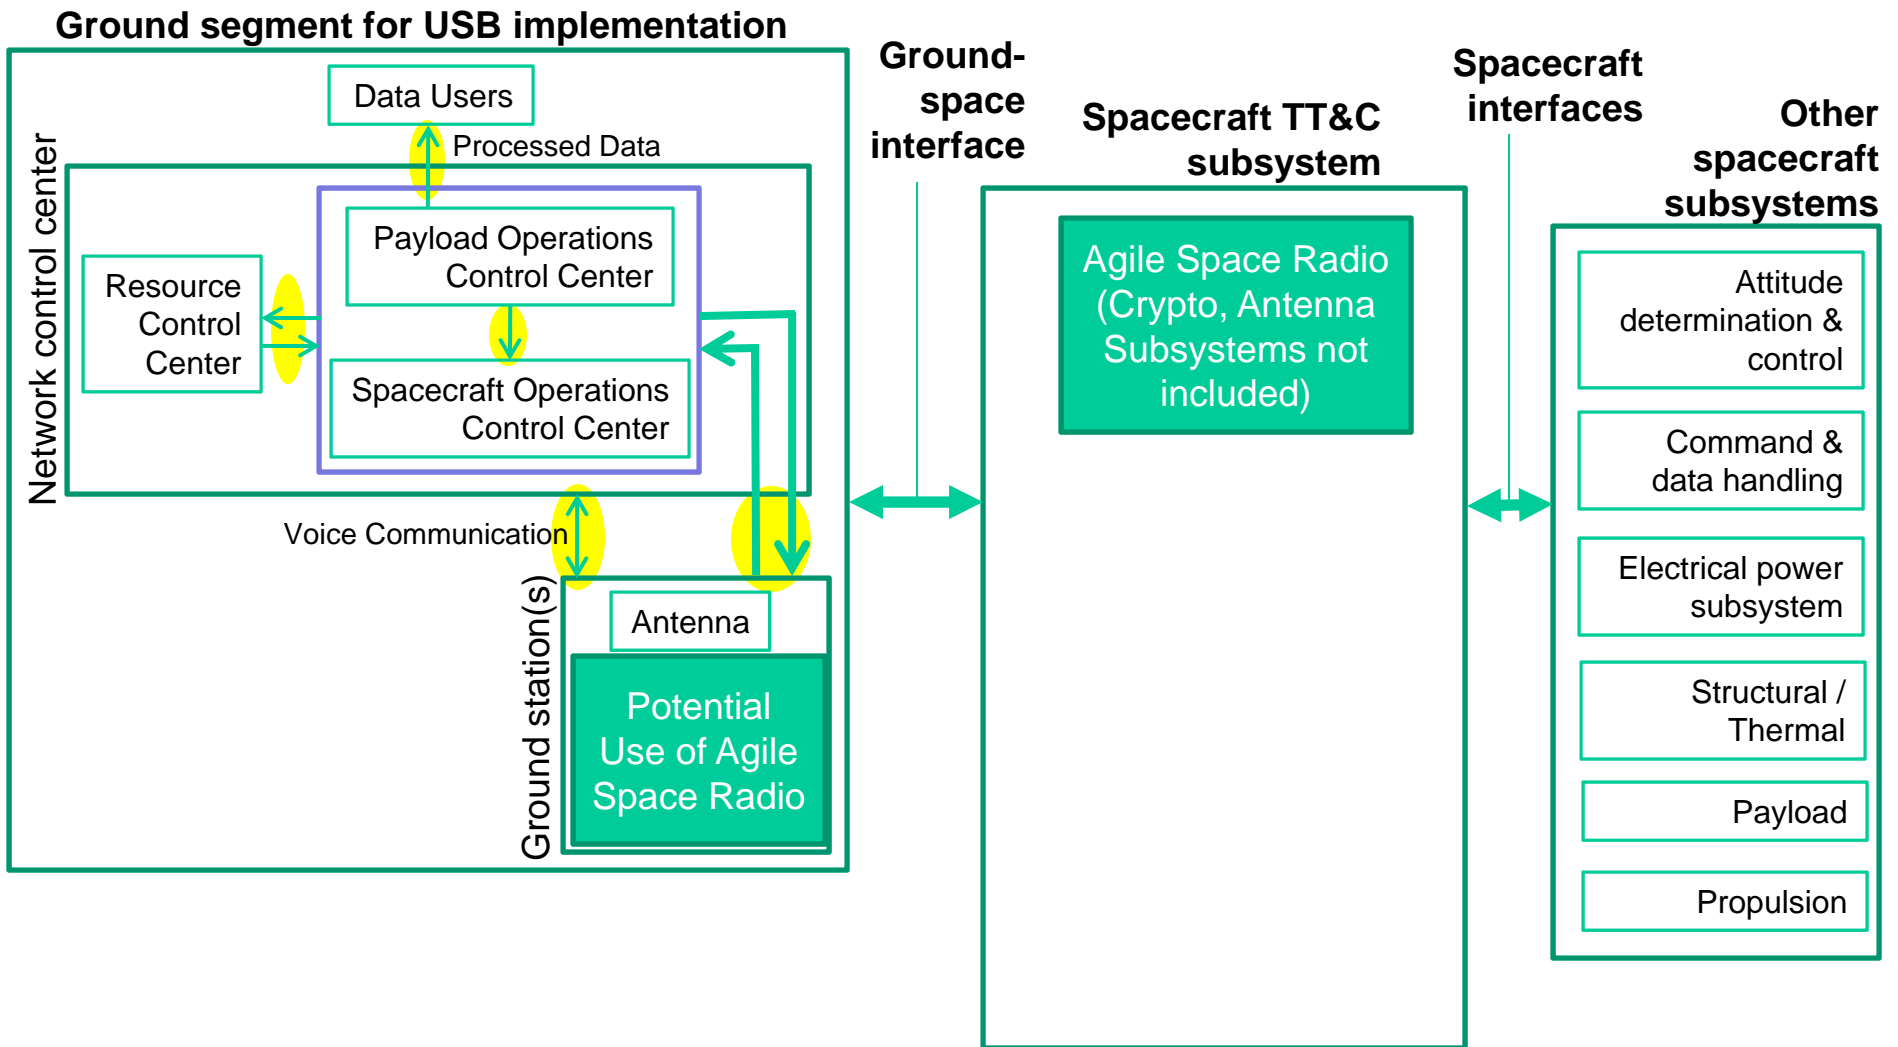 Ground segment for USB implementation
Data Users
Processed Data
Network control center
Payload Operations
Control Center
Resource
Control
Center
Spacecraft Operations
Control Center
Voice Communication
Ground station(s)
Antenna
Potential
Use of Agile
Space Radio
Ground-
space
interface
Spacecraft TT&C
subsystem
Agile Space Radio
(Crypto, Antenna
Subsystems not
included)
Spacecraft
interfaces
Other
spacecraft
subsystems
Attitude
determination &
control
Command &
data handling
Electrical power
subsystem
Structural /
Thermal
Payload
Propulsion